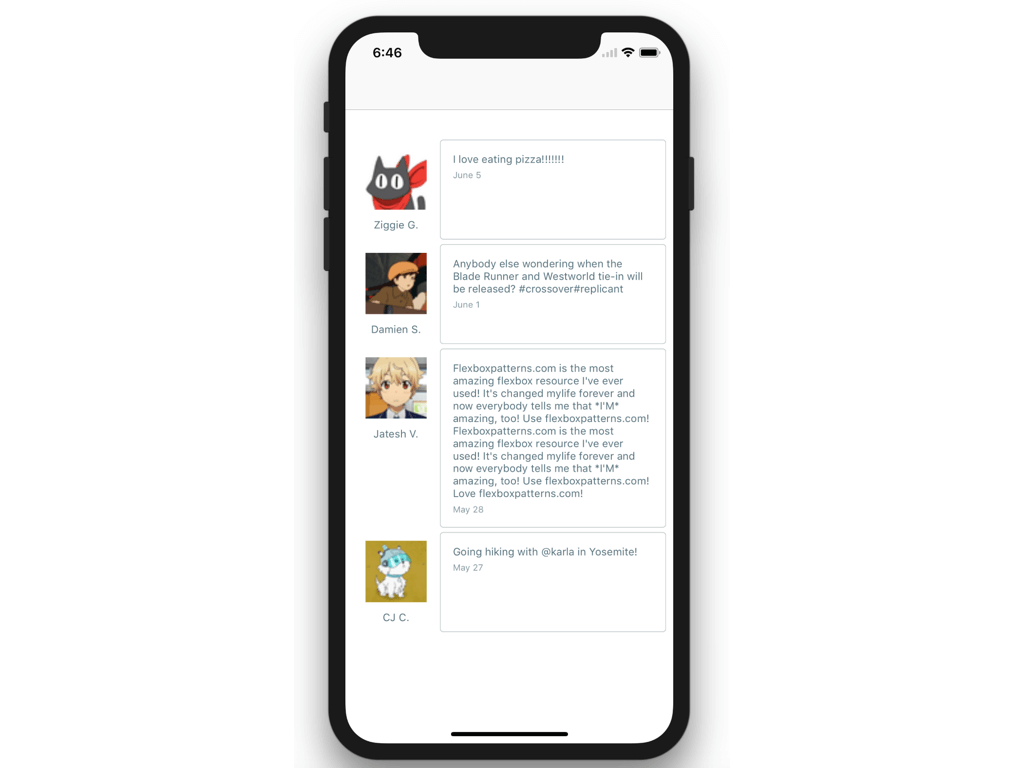 6:46
I love eating pizza!!!!!!!
June 5
Ziggie G.
Anybody else wondering when the
Blade Runner and Westworld tie-in will
be released? #crossover#replicant
June 1
Damien S.
Flexboxpatterns.com is the most
amazing flexbox resource I've ever
used! It's changed mylife forever and
now everybody tells me that *I'M*
amazing, too! Use flexboxpatterns.com!
Flexboxpatterns.com is the most
amazing flexbox resource I've ever
used! It's changed mylife forever and
now everybody tells me that *I'M*
amazing, too! Use flexboxpatterns.com!
Love flexboxpatterns.com!
May 28
Jatesh V.
Going hiking with @karla in Yosemite!
May 27
CJ C.